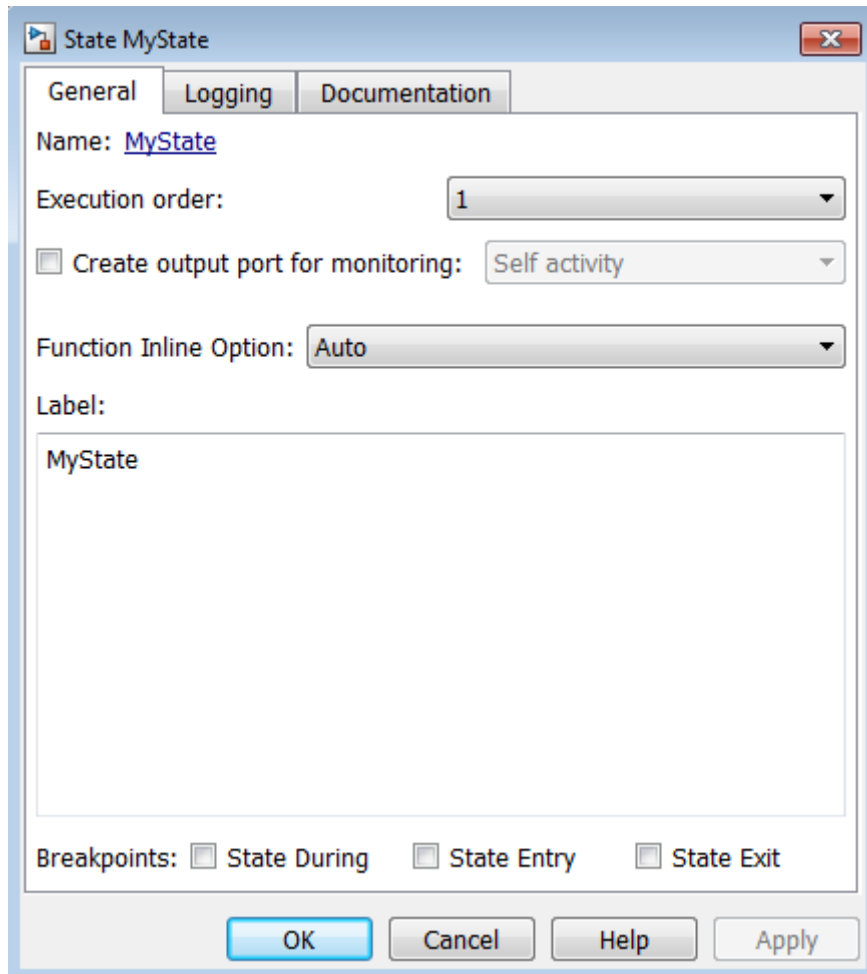 State MyState
General Logging Documentation
Name: MyState
Execution order: 1
Create output port for monitoring: Self activity
Function Inline Option: Auto
Label:
MyState
Breakpoints: State During State Entry State Exit
OK Cancel Help Apply